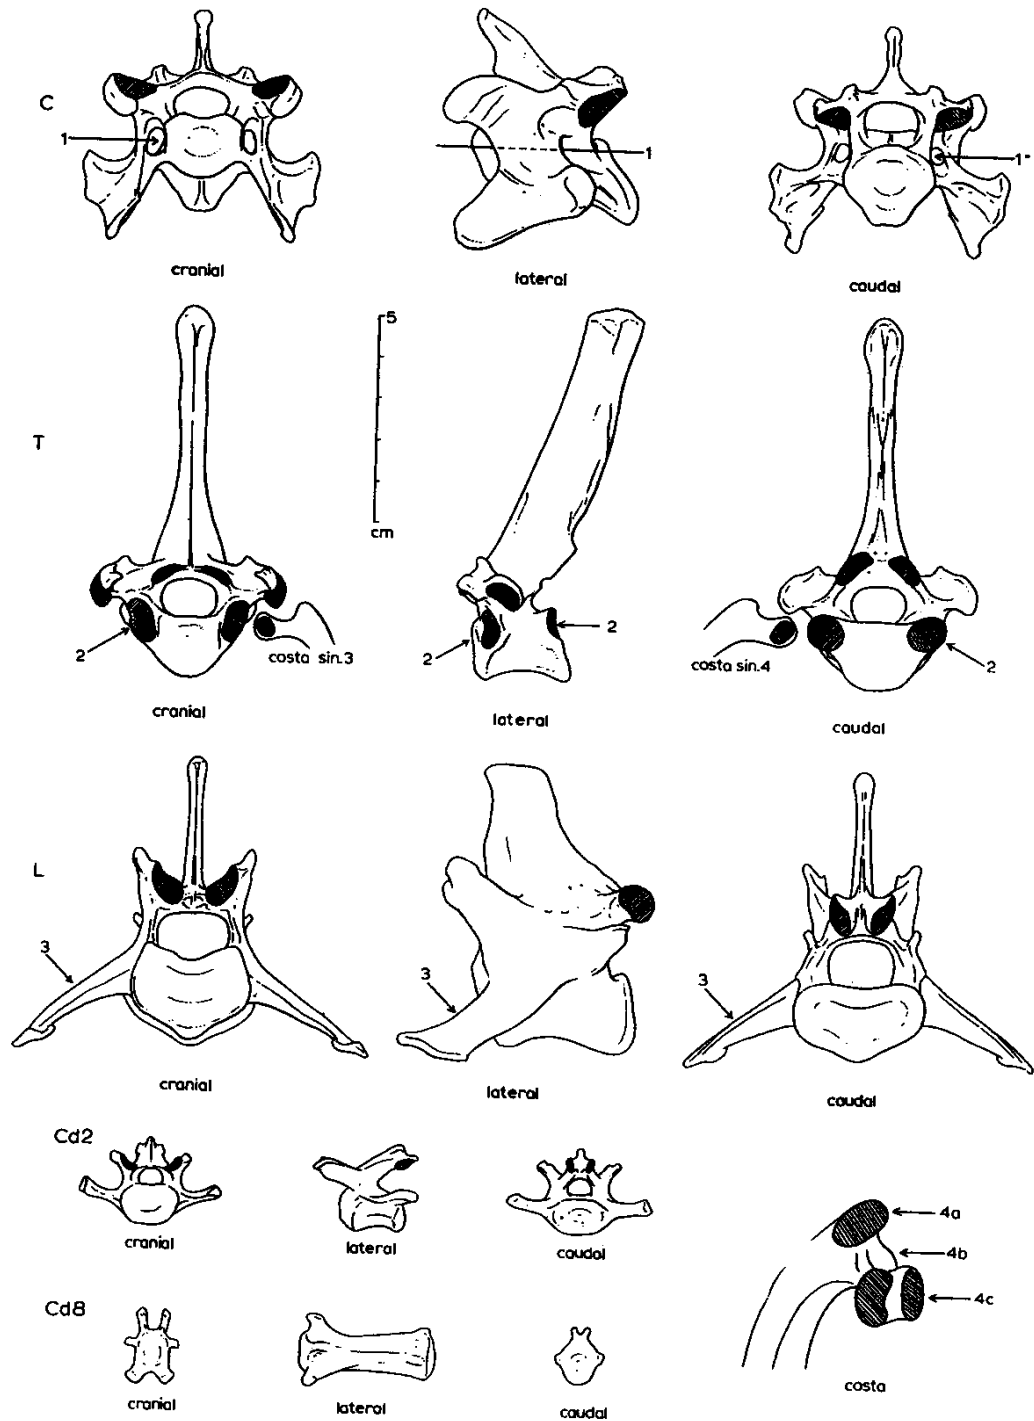 C
1
1
1'
cranial
lateral
caudal
5
T
cm
2
costa sin.3
2
2
costa sin.4
2
cranial
lateral
caudal
L
3
3
3
cranial
lateral
caudal
Cd2
cranial
lateral
caudal
4a
4b
4c
Cd8
cranial
lateral
caudal
costa